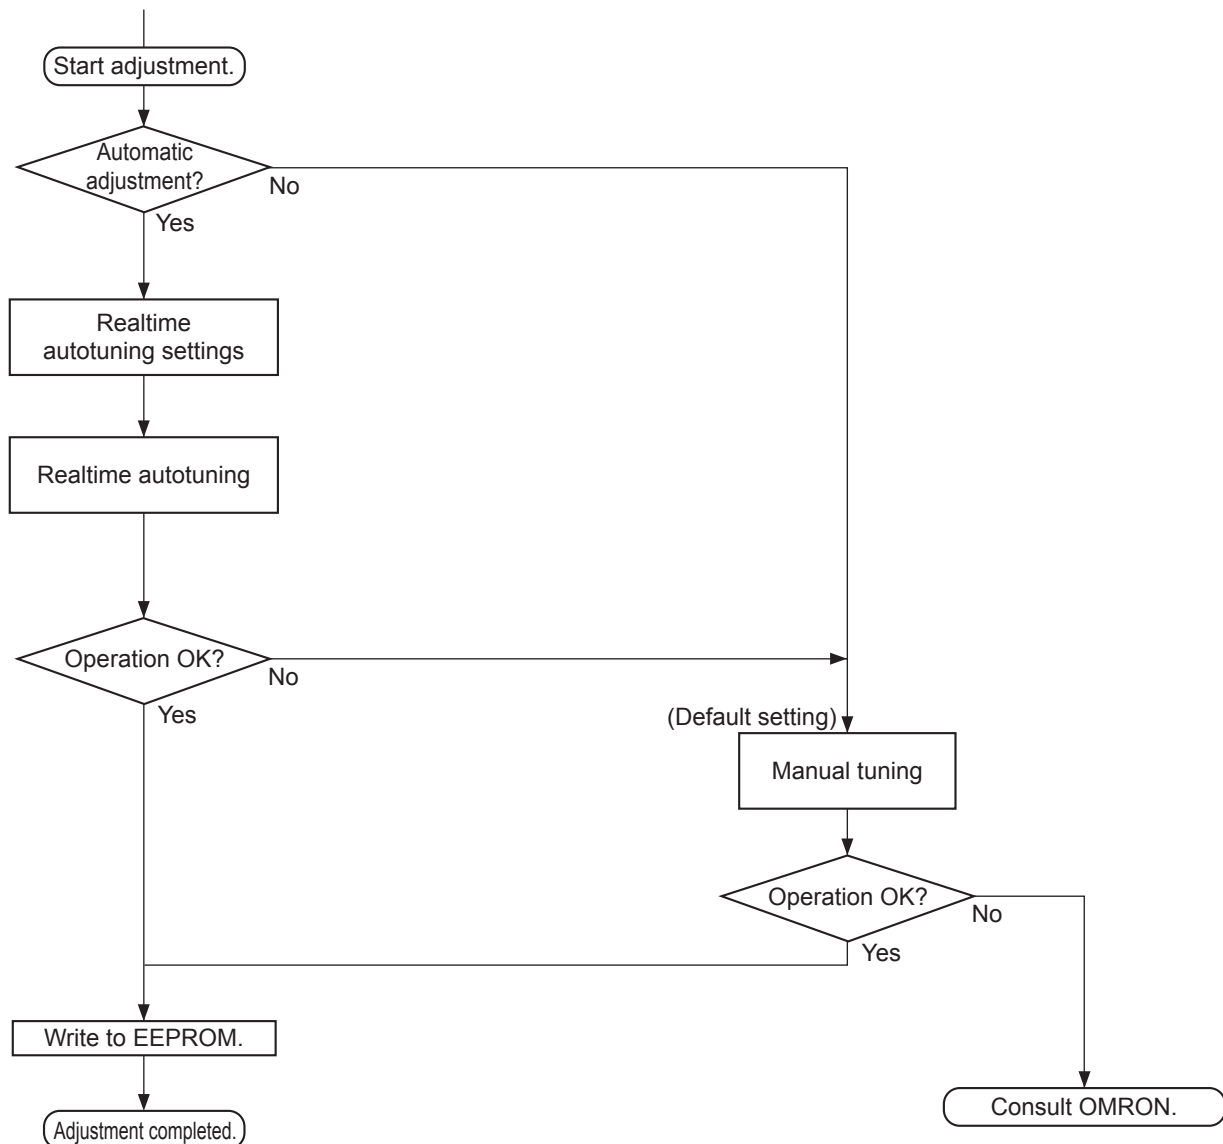 Start adjustment.
Automatic
adjustment?
No
Yes
Realtime
autotuning settings
Realtime autotuning
Operation OK?
No
Yes
(Default setting)
Manual tuning
Operation OK?
No
Yes
Write to EEPROM.
Consult OMRON.
Adjustment completed.